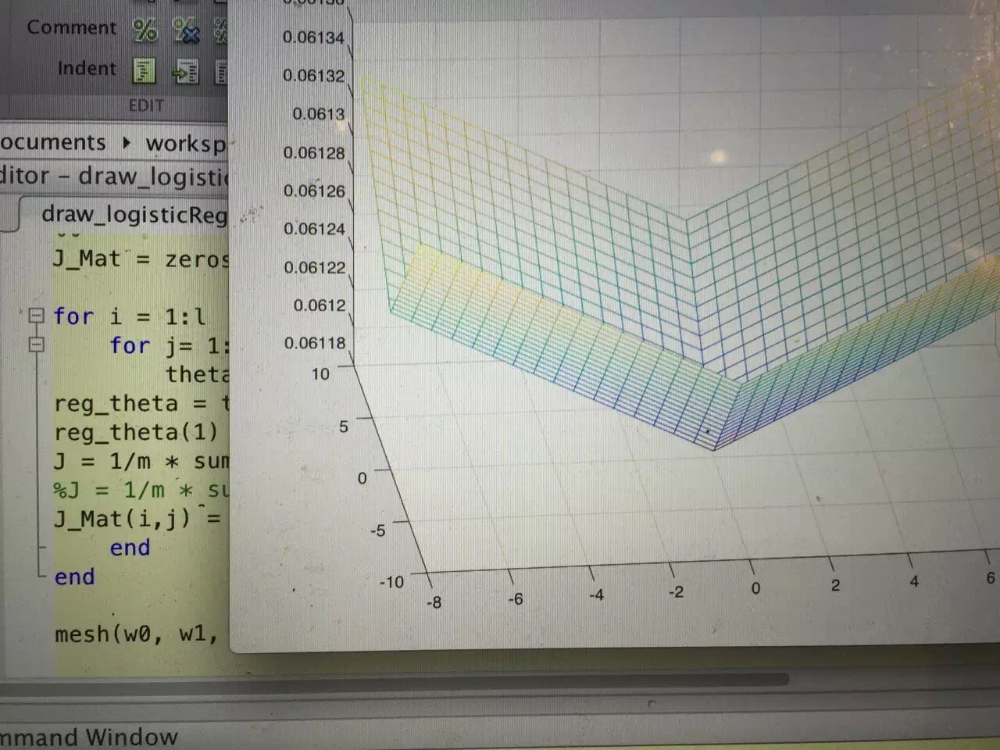 Comment
Indent
EDIT
ocuments worksp
ditor - draw_logistic
draw_logisticReg
J_Mat = zeros
for i = 1:l
for j= 1:
theta
reg_theta = t
reg_theta(1)
J = 1/m * sum
%J = 1/m * su
J_Mat(i,j) =
end
end
mesh(w0, w1,
mmand Window
0.06134
0.06132
0.0613
0.06128
0.06126
0.06124
0.06122
0.0612
0.06118
10
5
0
-5
-10
-8
-6
-4
-2
0
2
4
6